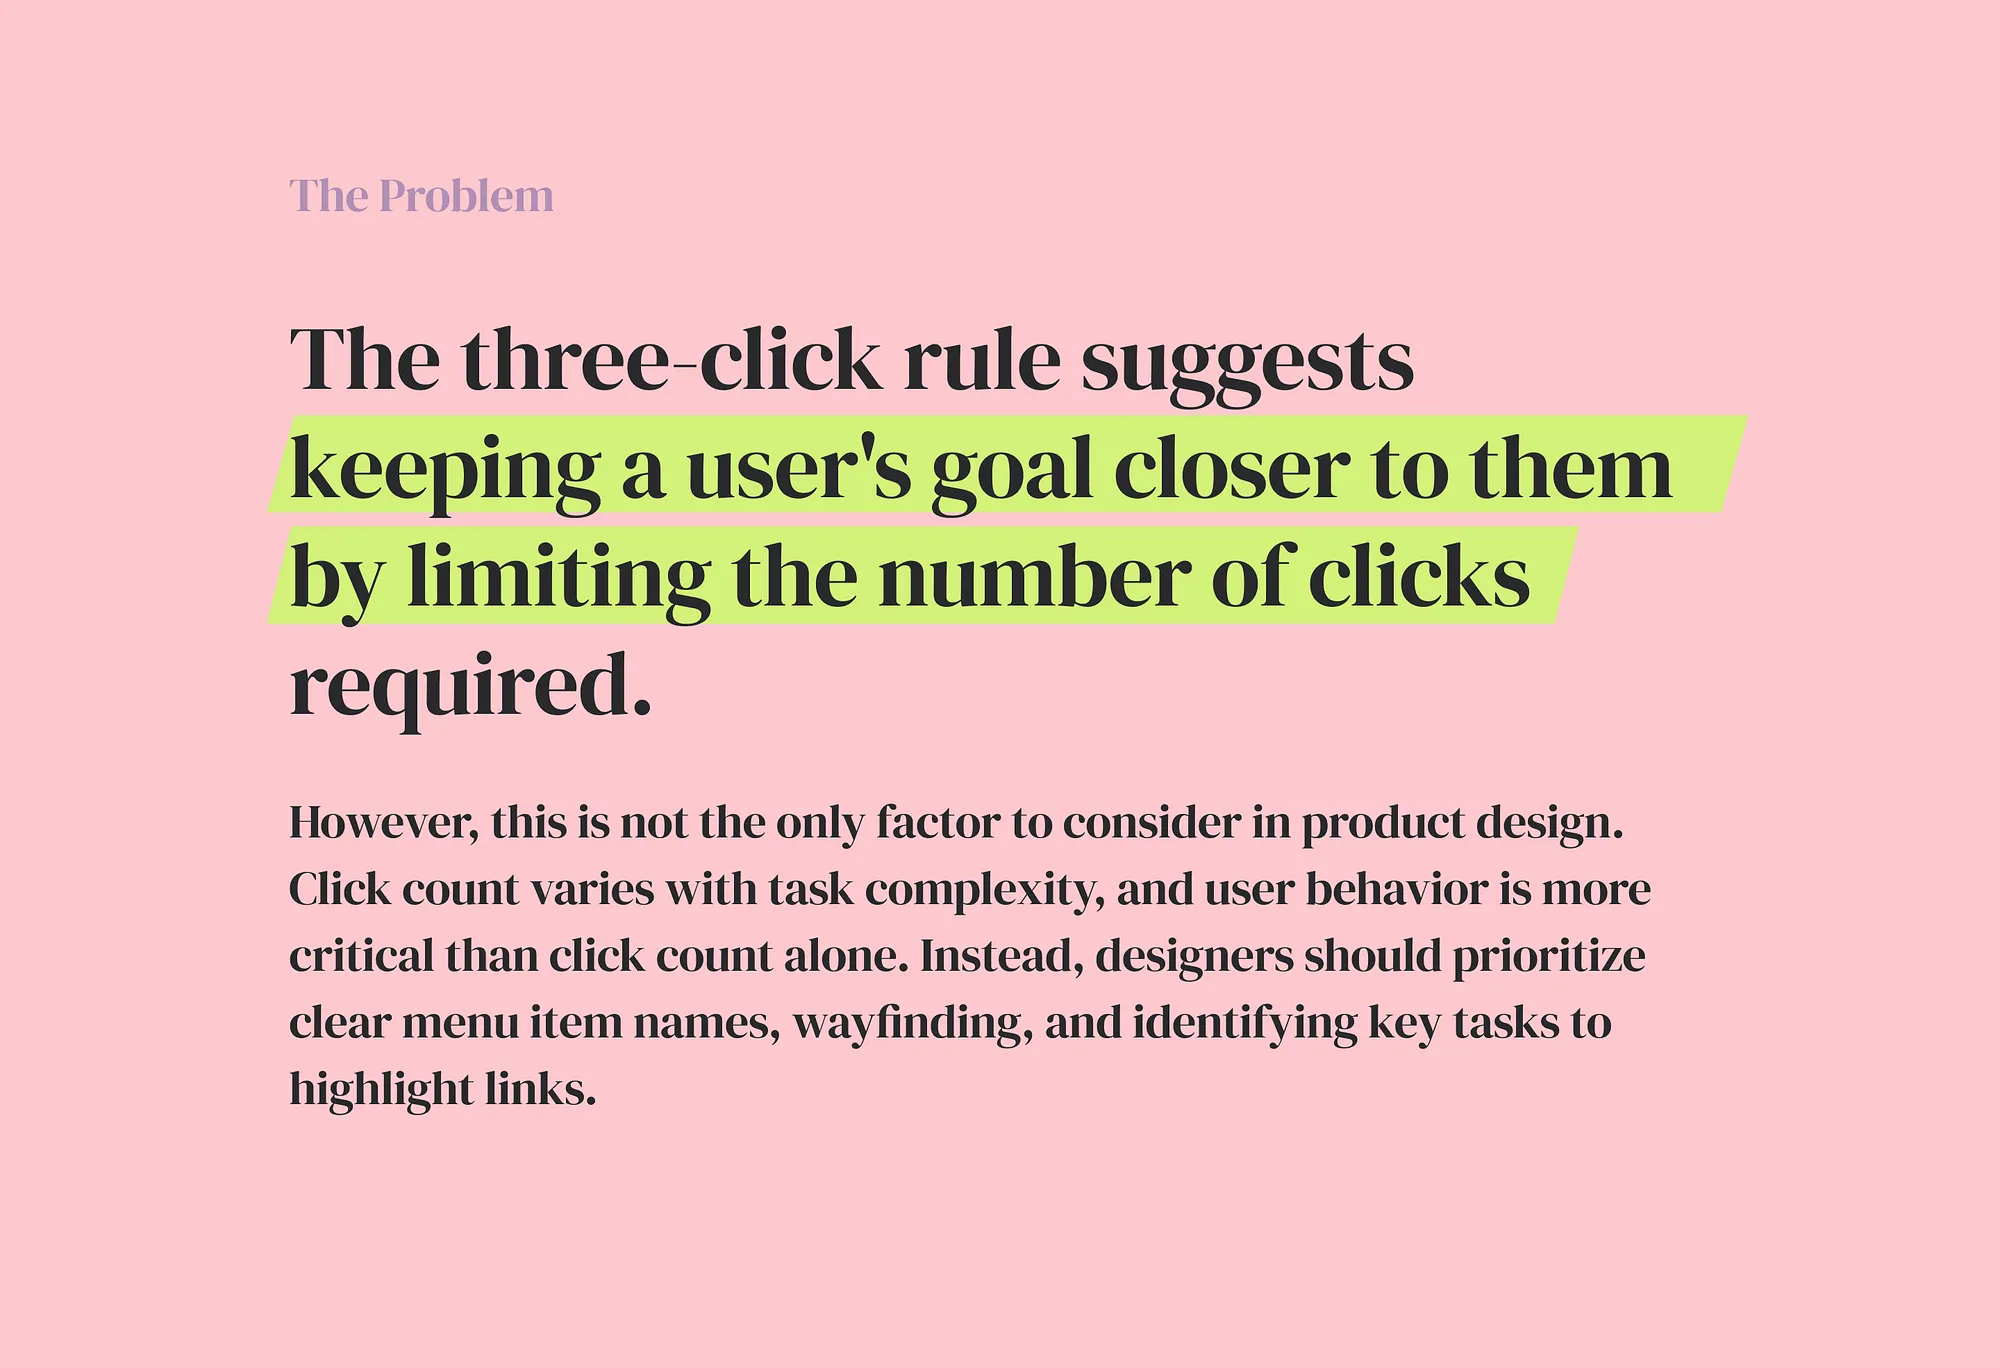 The Problem
The three-click rule suggests
keeping a user's goal closer to them
by limiting the number of clicks
required.
However, this is not the only factor to consider in product design.
Click count varies with task complexity, and user behavior is more
critical than click count alone. Instead, designers should prioritize
clear menu item names, wayfinding, and identifying key tasks to
highlight links.